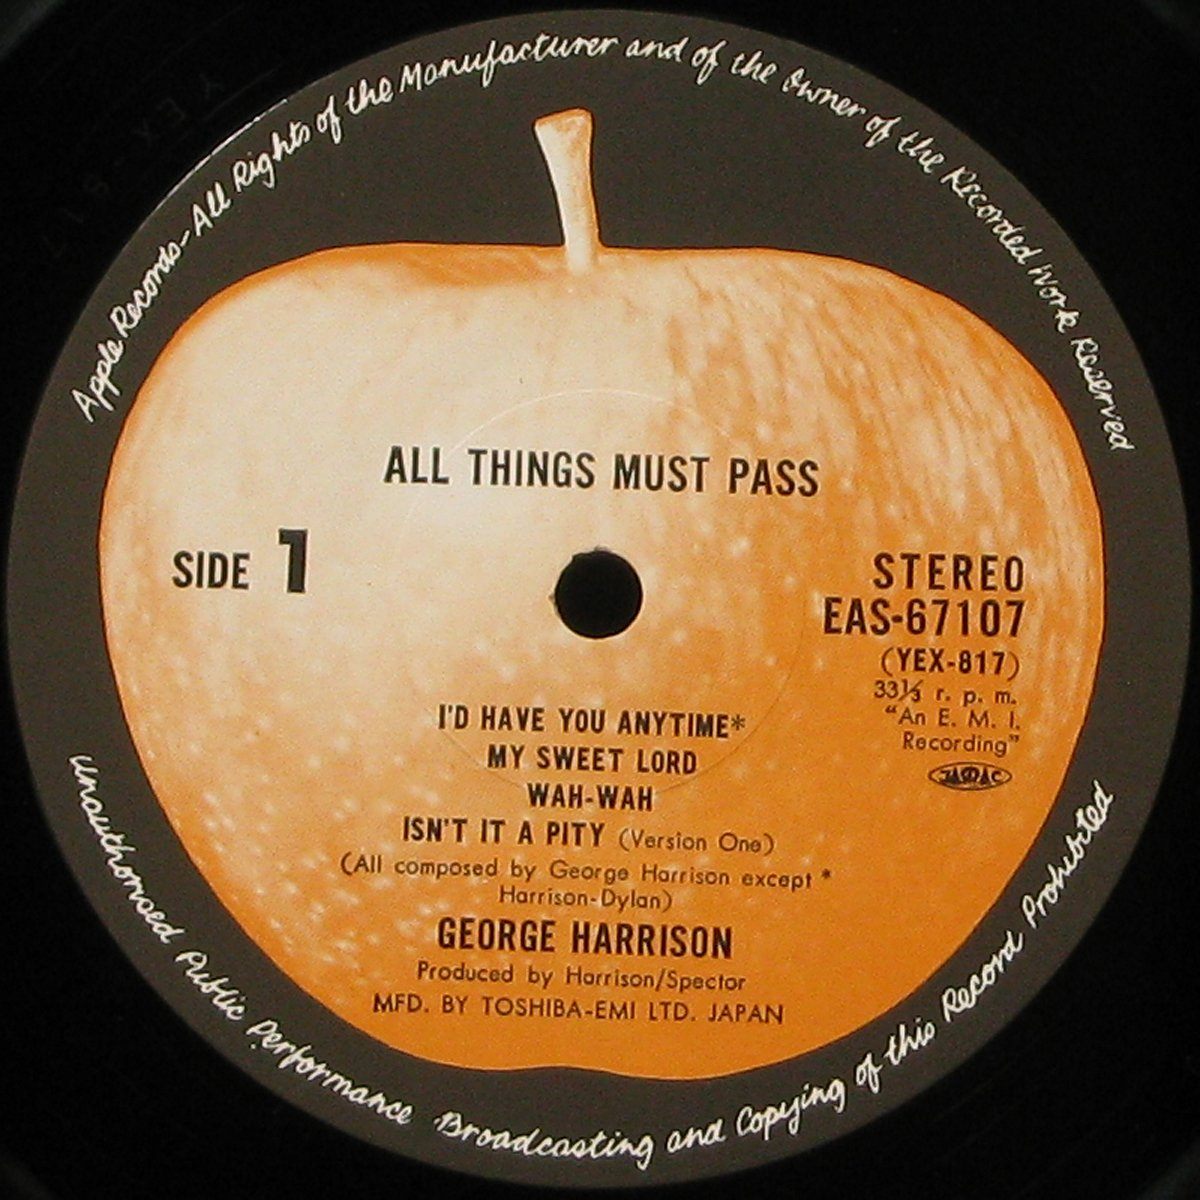 Apple Records-All Rights of the Manufacturer and of the Owner of the Recorded Work Reserved
ALL THINGS MUST PASS
SIDE 1
STEREO
EAS-67107
(YEX-817)
33⅓ r. p. m.
"An E. M. I.
Recording"
JASRAC
I'D HAVE YOU ANYTIME*
MY SWEET LORD
WAH-WAH
ISN'T IT A PITY (Version One)
(All composed by George Harrison except *
Harrison-Dylan)
GEORGE HARRISON
Produced by Harrison/Spector
MFD. BY TOSHIBA-EMI LTD. JAPAN
Unauthorised Public Performance Broadcasting and Copying of this Record Prohibited